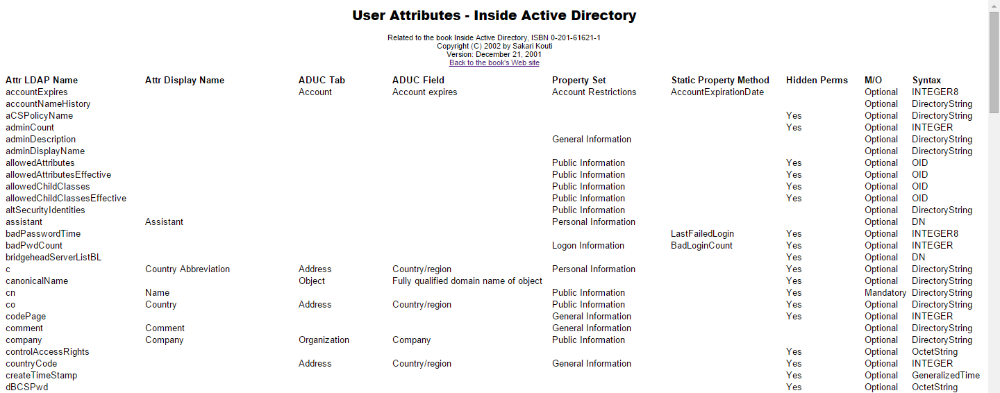 User Attributes - Inside Active Directory
Related to the book Inside Active Directory, ISBN 0-201-61621-1
Copyright (C) 2002 by Sakari Kouti
Version: December 21, 2001
Back to the book's Web site
Attr LDAP Name Attr Display Name ADUC Tab ADUC Field Property Set Static Property Method Hidden Perms M/O Syntax
accountExpires Account Account expires Account Restrictions AccountExpirationDate Optional INTEGER8
accountNameHistory Optional DirectoryString
aCSPolicyName Yes Optional DirectoryString
adminCount Yes Optional INTEGER
adminDescription General Information Optional DirectoryString
adminDisplayName Optional DirectoryString
allowedAttributes Public Information Yes Optional OID
allowedAttributesEffective Public Information Yes Optional OID
allowedChildClasses Public Information Yes Optional OID
allowedChildClassesEffective Public Information Yes Optional OID
altSecurityIdentities Public Information Optional DirectoryString
assistant Assistant Personal Information Optional DN
badPasswordTime LastFailedLogin Yes Optional INTEGER8
badPwdCount Logon Information BadLoginCount Yes Optional INTEGER
bridgeheadServerListBL Yes Optional DN
c Country Abbreviation Address Country/region Personal Information Yes Optional DirectoryString
canonicalName Object Fully qualified domain name of object Yes Optional DirectoryString
cn Name Public Information Yes Mandatory DirectoryString
co Country Address Country/region Public Information Yes Optional DirectoryString
codePage General Information Yes Optional INTEGER
comment Comment General Information Optional DirectoryString
company Company Organization Company Public Information Optional DirectoryString
controlAccessRights Yes Optional OctetString
countryCode Address Country/region General Information Yes Optional INTEGER
createTimeStamp Yes Optional GeneralizedTime
dBCSPwd Yes Optional OctetString